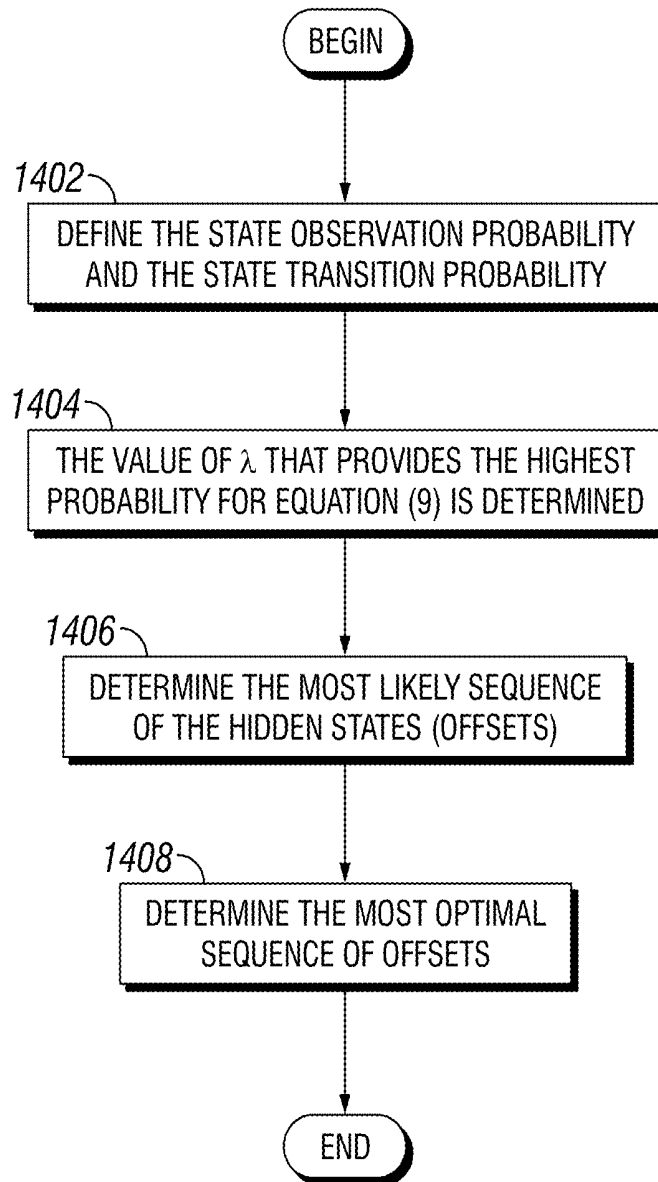 BEGIN
1402
DEFINE THE STATE OBSERVATION PROBABILITY
AND THE STATE TRANSITION PROBABILITY
1404
THE VALUE OF λ THAT PROVIDES THE HIGHEST
PROBABILITY FOR EQUATION (9) IS DETERMINED
1406
DETERMINE THE MOST LIKELY SEQUENCE
OF THE HIDDEN STATES (OFFSETS)
1408
DETERMINE THE MOST OPTIMAL
SEQUENCE OF OFFSETS
END